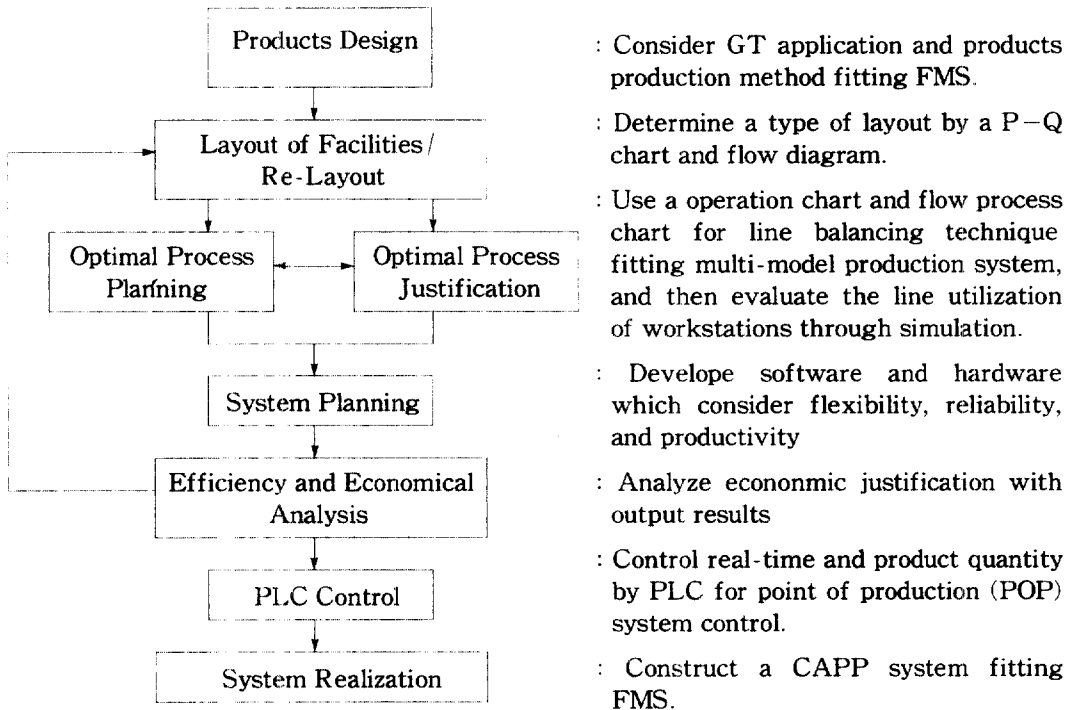 Products Design
: Consider GT application and products
production method fitting FMS.
Layout of Facilities/
Re-Layout
: Determine a type of layout by a P-Q
chart and flow diagram.
Optimal Process
Planning
Optimal Process
Justification
: Use a operation chart and flow process
chart for line balancing technique
fitting multi-model production system,
and then evaluate the line utilization
of workstations through simulation.
System Planning
: Develope software and hardware
which consider flexibility, reliability,
and productivity
Efficiency and Economical
Analysis
: Analyze econonmic justification with
output results
PLC Control
: Control real-time and product quantity
by PLC for point of production (POP)
system control.
System Realization
: Construct a CAPP system fitting
FMS.